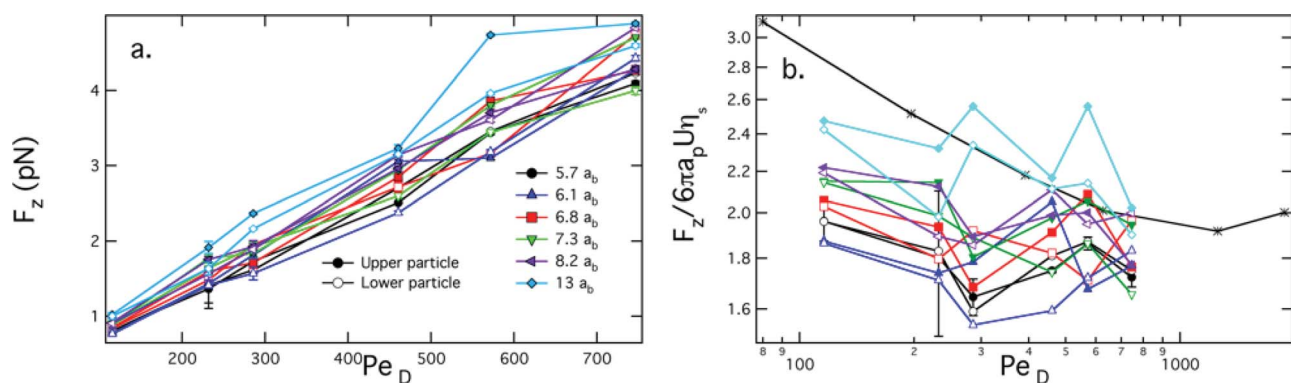 a.
F_z (pN)
4
3
2
1
5.7 a_b
6.1 a_b
6.8 a_b
7.3 a_b
8.2 a_b
13 a_b
Upper particle
Lower particle
200 300 400 500 600 700
Pe_D
b.
F_z/6πa_pUη_s
3.0
2.8
2.6
2.4
2.2
2.0
1.8
1.6
8 9 100 2 3 4 5 6 7 8 9 1000
Pe_D